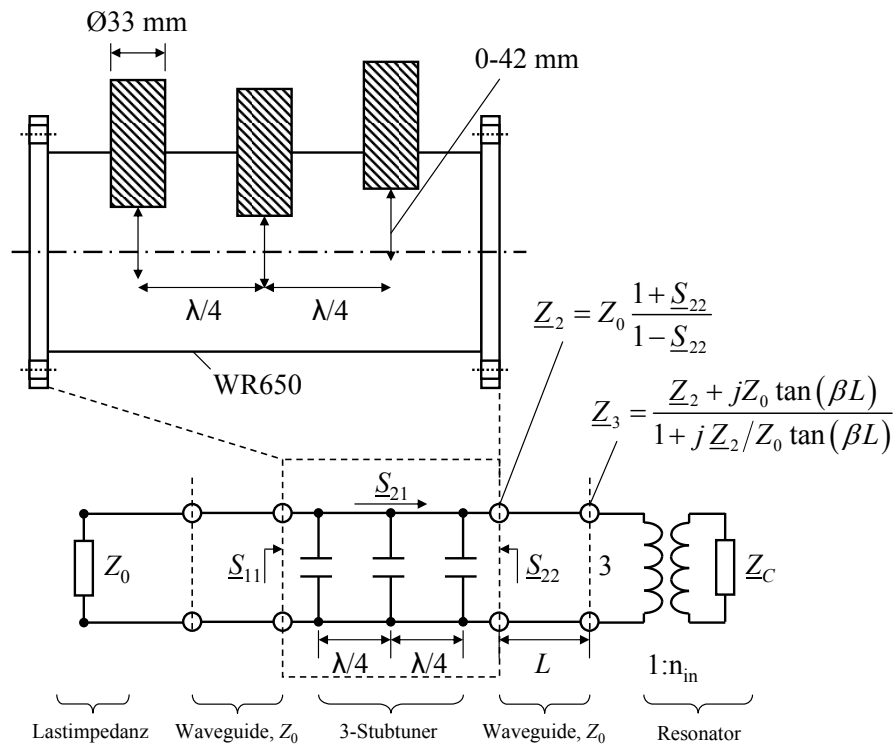 Ø33 mm
0-42 mm
λ/4 λ/4
WR650
Z₂ = Z₀ (1 + S₂₂)/(1 − S₂₂)
Z₃ = (Z₂ + jZ₀ tan(βL))/(1 + j Z₂/Z₀ tan(βL))
S₂₁
Z₀ S₁₁ S₂₂ 3 Z_C
λ/4 λ/4 L 1:n_in
Lastimpedanz Waveguide, Z₀ 3-Stubtuner Waveguide, Z₀ Resonator